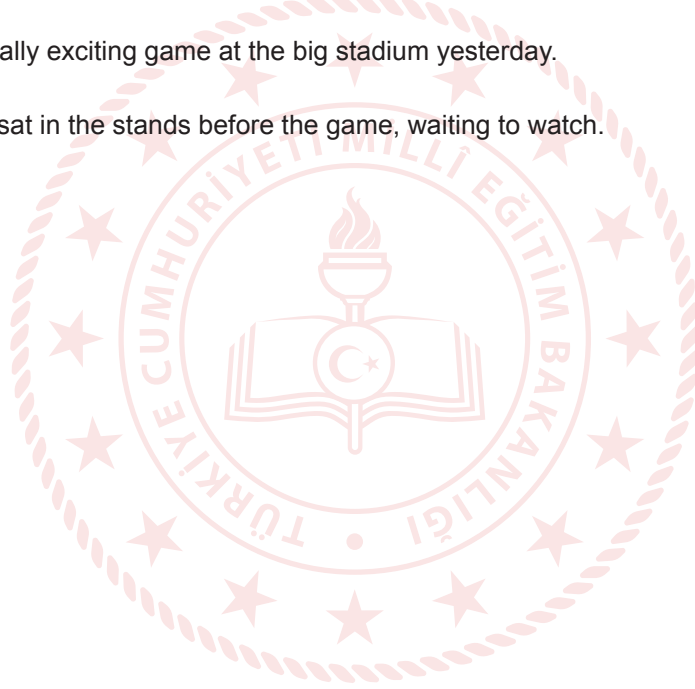 ally exciting game at the big stadium yesterday.
sat in the stands before the game, waiting to watch.
TÜRKİYE CUMHURİYETİ MİLLÎ EĞİTİM BAKANLIĞI